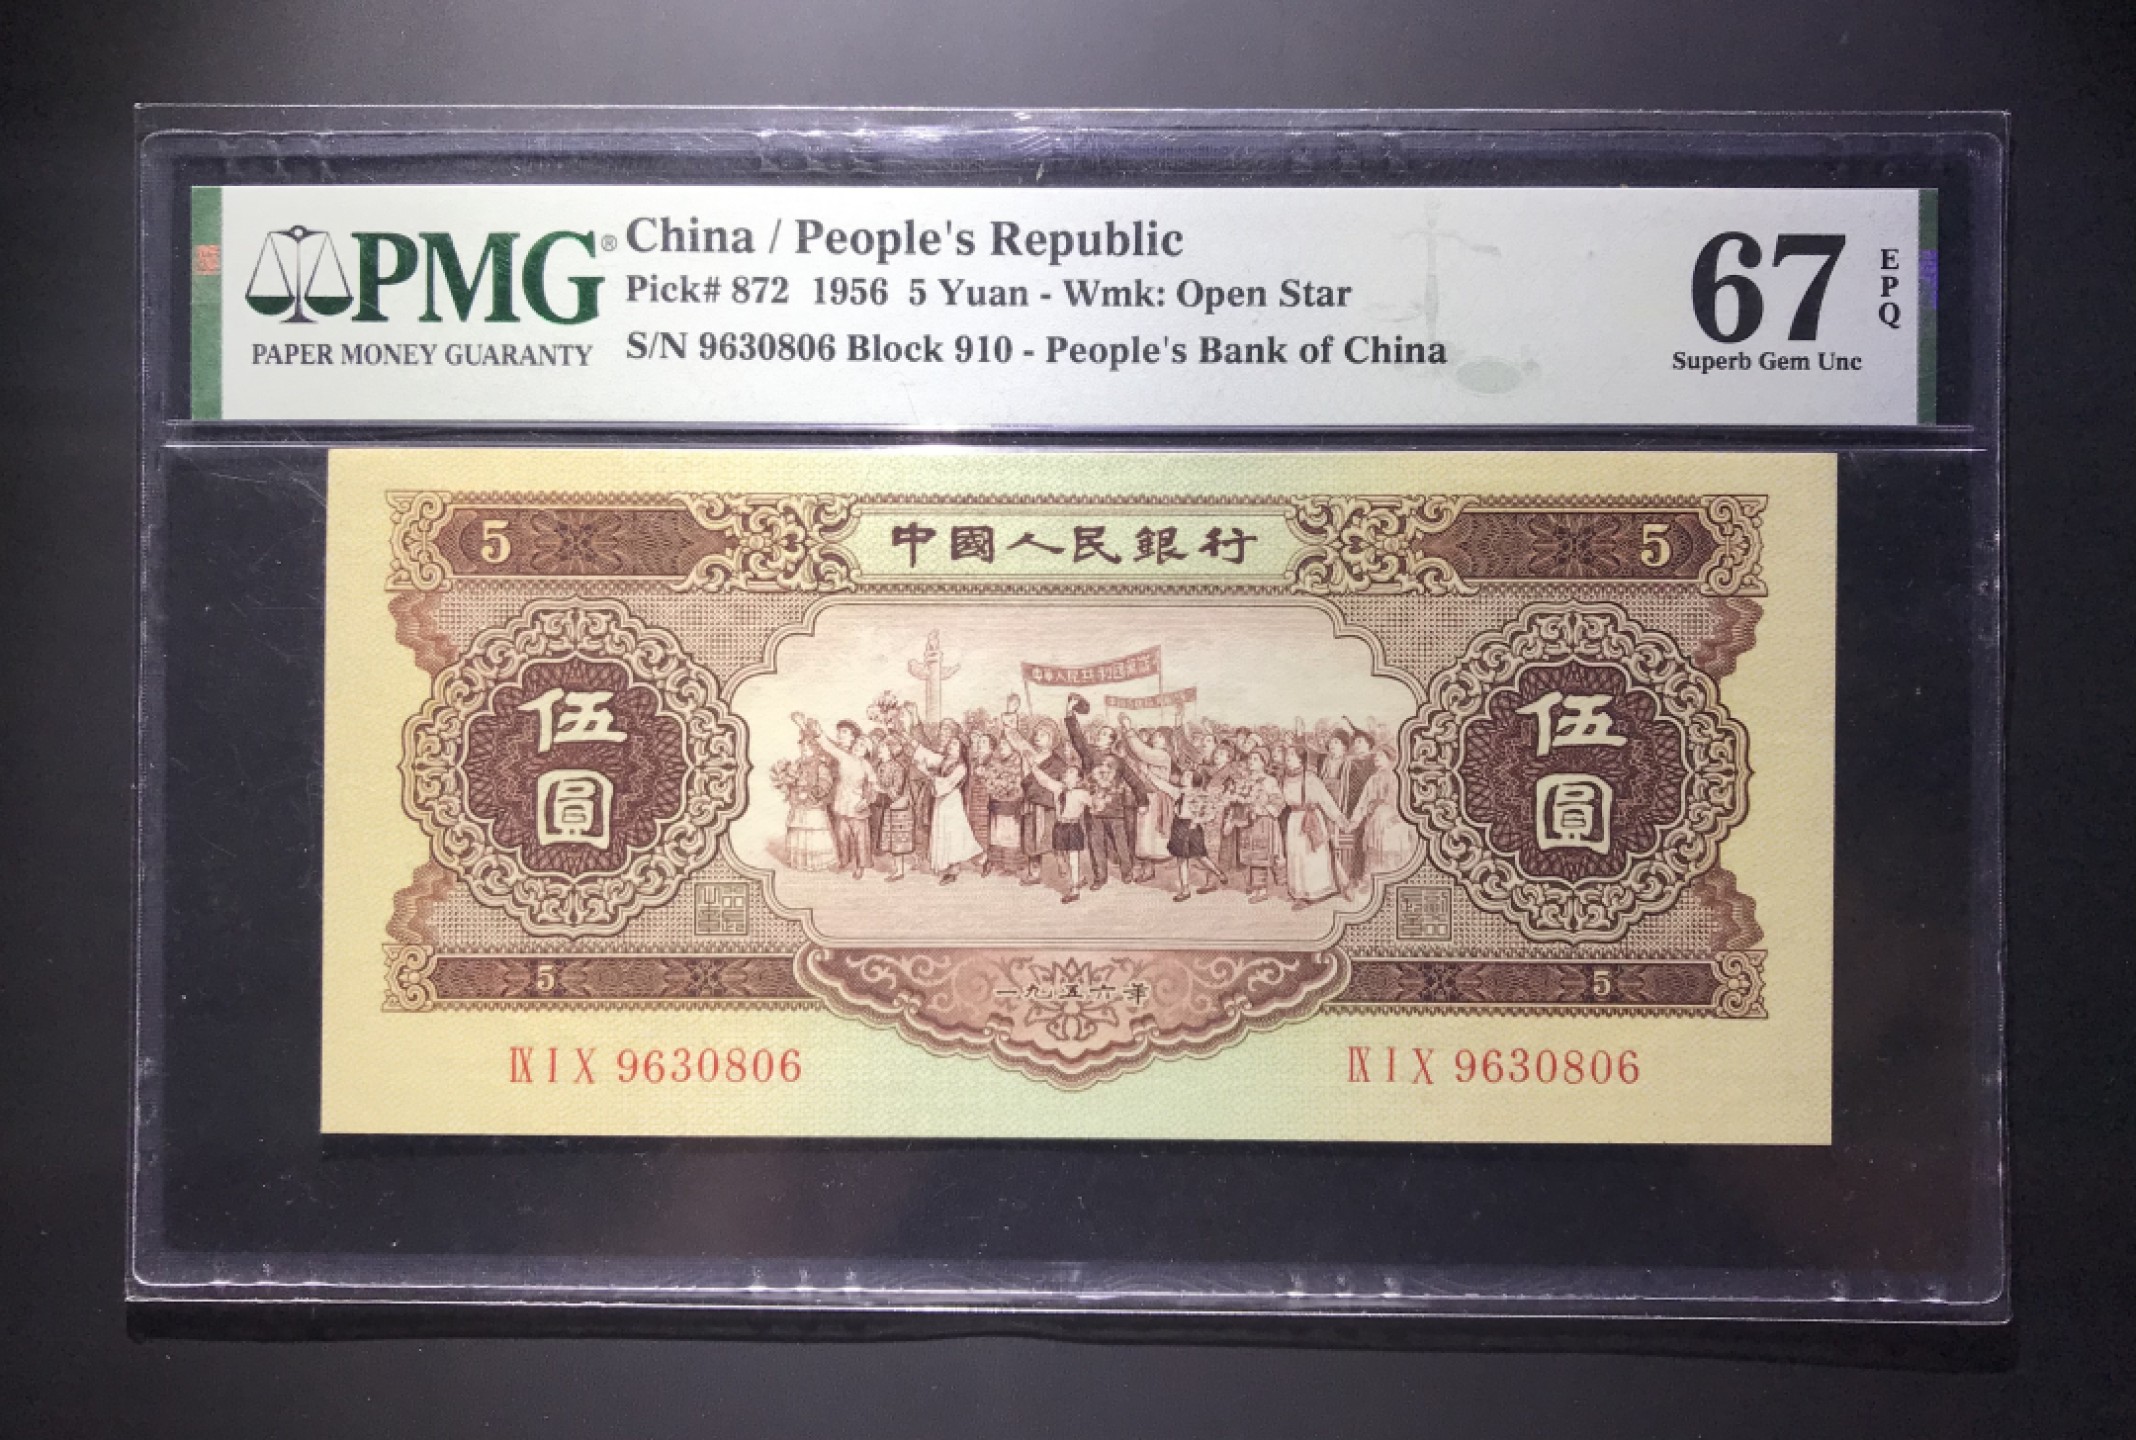 PMG®
PAPER MONEY GUARANTY
China / People's Republic
Pick# 872 1956 5 Yuan - Wmk: Open Star
S/N 9630806 Block 910 - People's Bank of China
67
EPQ
Superb Gem Unc
5
中國人民銀行
5
伍圓
伍圓
5
一九五六年
5
Ⅸ Ⅰ Ⅹ 9630806
Ⅸ Ⅰ Ⅹ 9630806